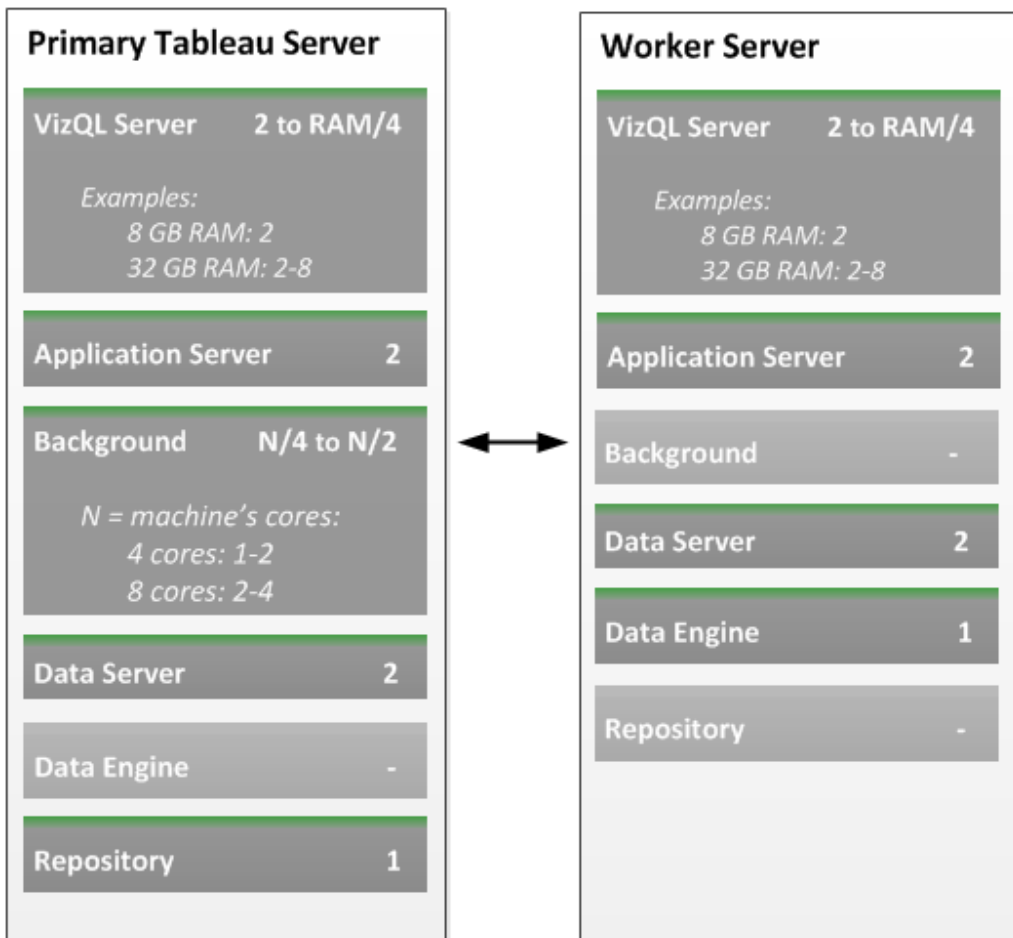 Primary Tableau Server
VizQL Server 2 to RAM/4
Examples:
8 GB RAM: 2
32 GB RAM: 2-8
Application Server 2
Background N/4 to N/2
N = machine’s cores:
4 cores: 1-2
8 cores: 2-4
Data Server 2
Data Engine -
Repository 1
Worker Server
VizQL Server 2 to RAM/4
Examples:
8 GB RAM: 2
32 GB RAM: 2-8
Application Server 2
Background -
Data Server 2
Data Engine 1
Repository -